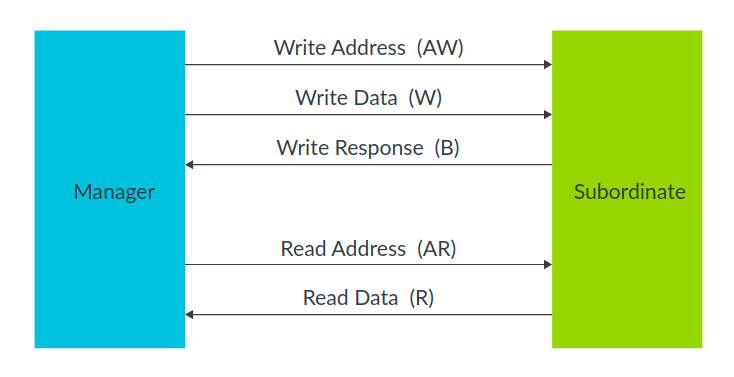 Write Address (AW)
Write Data (W)
Write Response (B)
Manager
Subordinate
Read Address (AR)
Read Data (R)